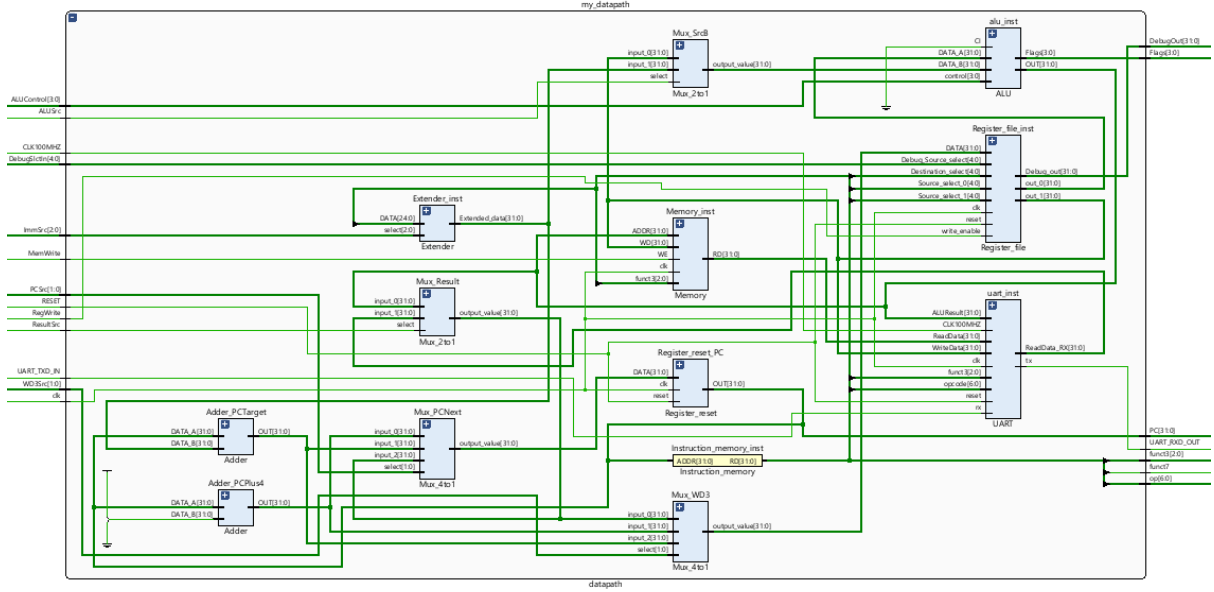 my_datapath
ALUControl[3:0]
ALUSrc
CLK100MHZ
DebugSlctIn[4:0]
ImmSrc[2:0]
MemWrite
PCSrc[1:0]
RESET
RegWrite
ResultSrc
UART_TXD_IN
WD3Src[1:0]
clk
Mux_SrcB
input_0[31:0]
input_1[31:0]
select
output_value[31:0]
Mux_2to1
alu_inst
CI
DATA_A[31:0]
DATA_B[31:0]
control[3:0]
Flags[3:0]
OUT[31:0]
ALU
DebugOut[31:0]
Flags[3:0]
Register_file_inst
DATA[31:0]
Debug_Source_select[4:0]
Destination_select[4:0]
Source_select_0[4:0]
Source_select_1[4:0]
clk
reset
write_enable
Debug_out[31:0]
out_0[31:0]
out_1[31:0]
Register_file
Extender_inst
DATA[24:0]
select[2:0]
Extended_data[31:0]
Extender
Memory_inst
ADDR[31:0]
WD[31:0]
WE
clk
funct3[2:0]
RD[31:0]
Memory
Mux_Result
input_0[31:0]
input_1[31:0]
select
output_value[31:0]
Mux_2to1
uart_inst
ALUResult[31:0]
CLK100MHZ
ReadData[31:0]
WriteData[31:0]
clk
funct3[2:0]
opcode[6:0]
reset
rx
ReadData_RX[31:0]
tx
UART
Register_reset_PC
DATA[31:0]
clk
reset
OUT[31:0]
Register_reset
Adder_PCTarget
DATA_A[31:0]
DATA_B[31:0]
OUT[31:0]
Adder
Mux_PCNext
input_0[31:0]
input_1[31:0]
input_2[31:0]
select[1:0]
output_value[31:0]
Mux_4to1
Instruction_memory_inst
ADDR[31:0]
RD[31:0]
Instruction_memory
Adder_PCPlus4
DATA_A[31:0]
DATA_B[31:0]
OUT[31:0]
Adder
Mux_WD3
input_0[31:0]
input_1[31:0]
input_2[31:0]
select[1:0]
output_value[31:0]
Mux_4to1
PC[31:0]
UART_RXD_OUT
funct3[2:0]
funct7
op[6:0]
datapath